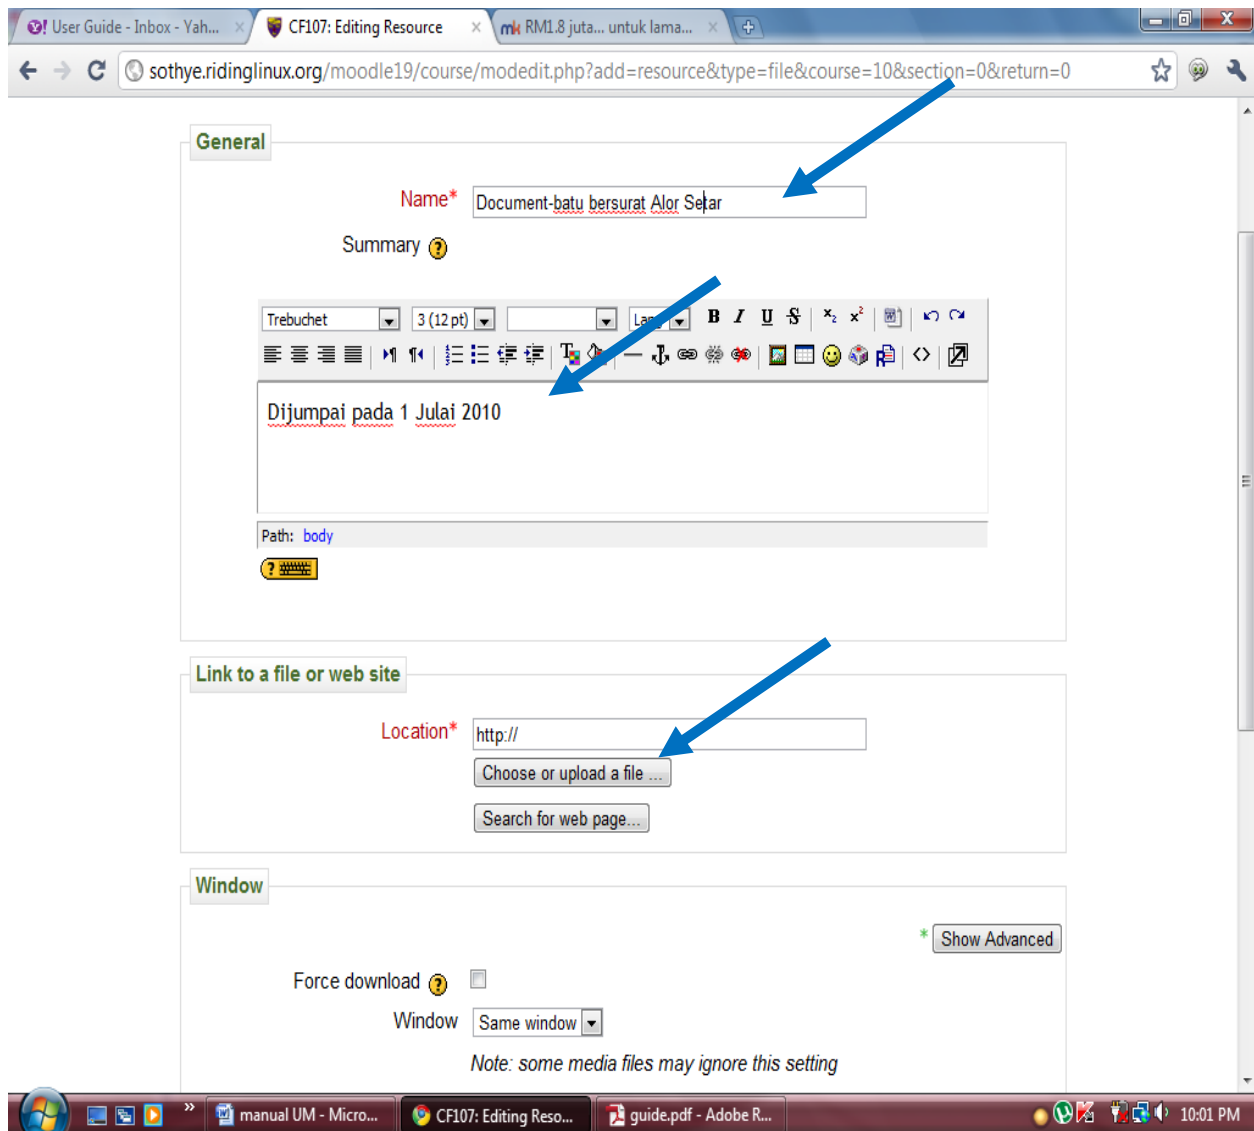 User Guide - Inbox - Yah... CF107: Editing Resource mk RM1.8 juta... untuk lama...
sothye.ridinglinux.org/moodle19/course/modedit.php?add=resource&type=file&course=10&section=0&return=0
General
Name* Document-batu bersurat Alor Setar
Summary ?
Trebuchet 3 (12 pt) B I U S x₂ x²
Dijumpai pada 1 Julai 2010
Path: body
?
Link to a file or web site
Location* http://
Choose or upload a file ...
Search for web page...
Window
* Show Advanced
Force download ?
Window Same window
Note: some media files may ignore this setting
manual UM - Micro... CF107: Editing Reso... guide.pdf - Adobe R... 10:01 PM